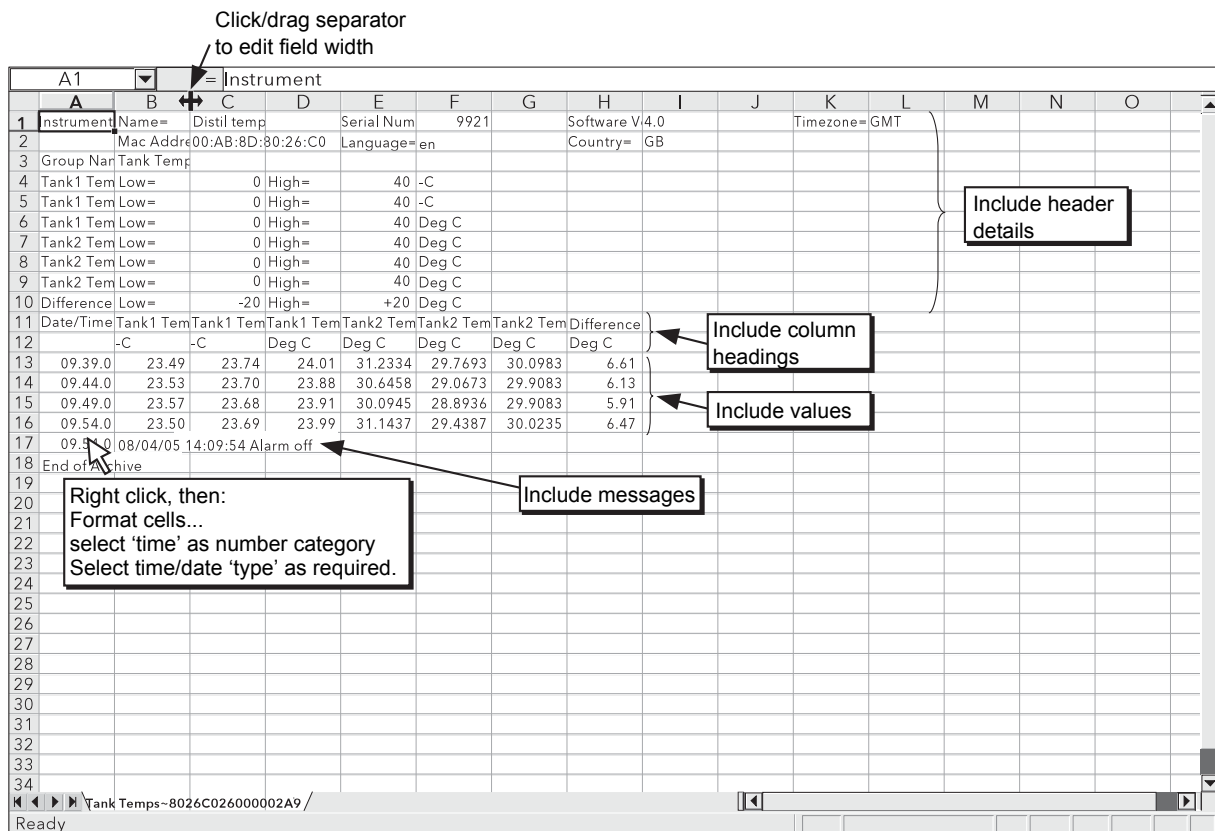 Click/drag separator
to edit field width
A1 = Instrument
A B C D E F G H I J K L M N O
1 Instrument Name= Distil temp Serial Num 9921 Software V 4.0 Timezone= GMT
2 Mac Addre 00:AB:8D:80:26:C0 Language= en Country= GB
3 Group Nar Tank Temp
4 Tank1 Tem Low= 0 High= 40 -C
5 Tank1 Tem Low= 0 High= 40 -C
6 Tank1 Tem Low= 0 High= 40 Deg C
7 Tank2 Tem Low= 0 High= 40 Deg C
8 Tank2 Tem Low= 0 High= 40 Deg C
9 Tank2 Tem Low= 0 High= 40 Deg C
10 Difference Low= -20 High= +20 Deg C
Include header
details
11 Date/Time Tank1 Tem Tank1 Tem Tank1 Tem Tank2 Tem Tank2 Tem Tank2 Tem Difference
12 -C -C Deg C Deg C Deg C Deg C Deg C
Include column
headings
13 09.39.0 23.49 23.74 24.01 31.2334 29.7693 30.0983 6.61
14 09.44.0 23.53 23.70 23.88 30.6458 29.0673 29.9083 6.13
15 09.49.0 23.57 23.68 23.91 30.0945 28.8936 29.9083 5.91
16 09.54.0 23.50 23.69 23.99 31.1437 29.4387 30.0235 6.47
Include values
17 09.54.0 08/04/05 14:09:54 Alarm off
18 End of Archive
Include messages
19
20
21
22
23
24
Right click, then:
Format cells...
select ‘time’ as number category
Select time/date ‘type’ as required.
25
26
27
28
29
30
31
32
33
34
Tank Temps~8026C026000002A9
Ready